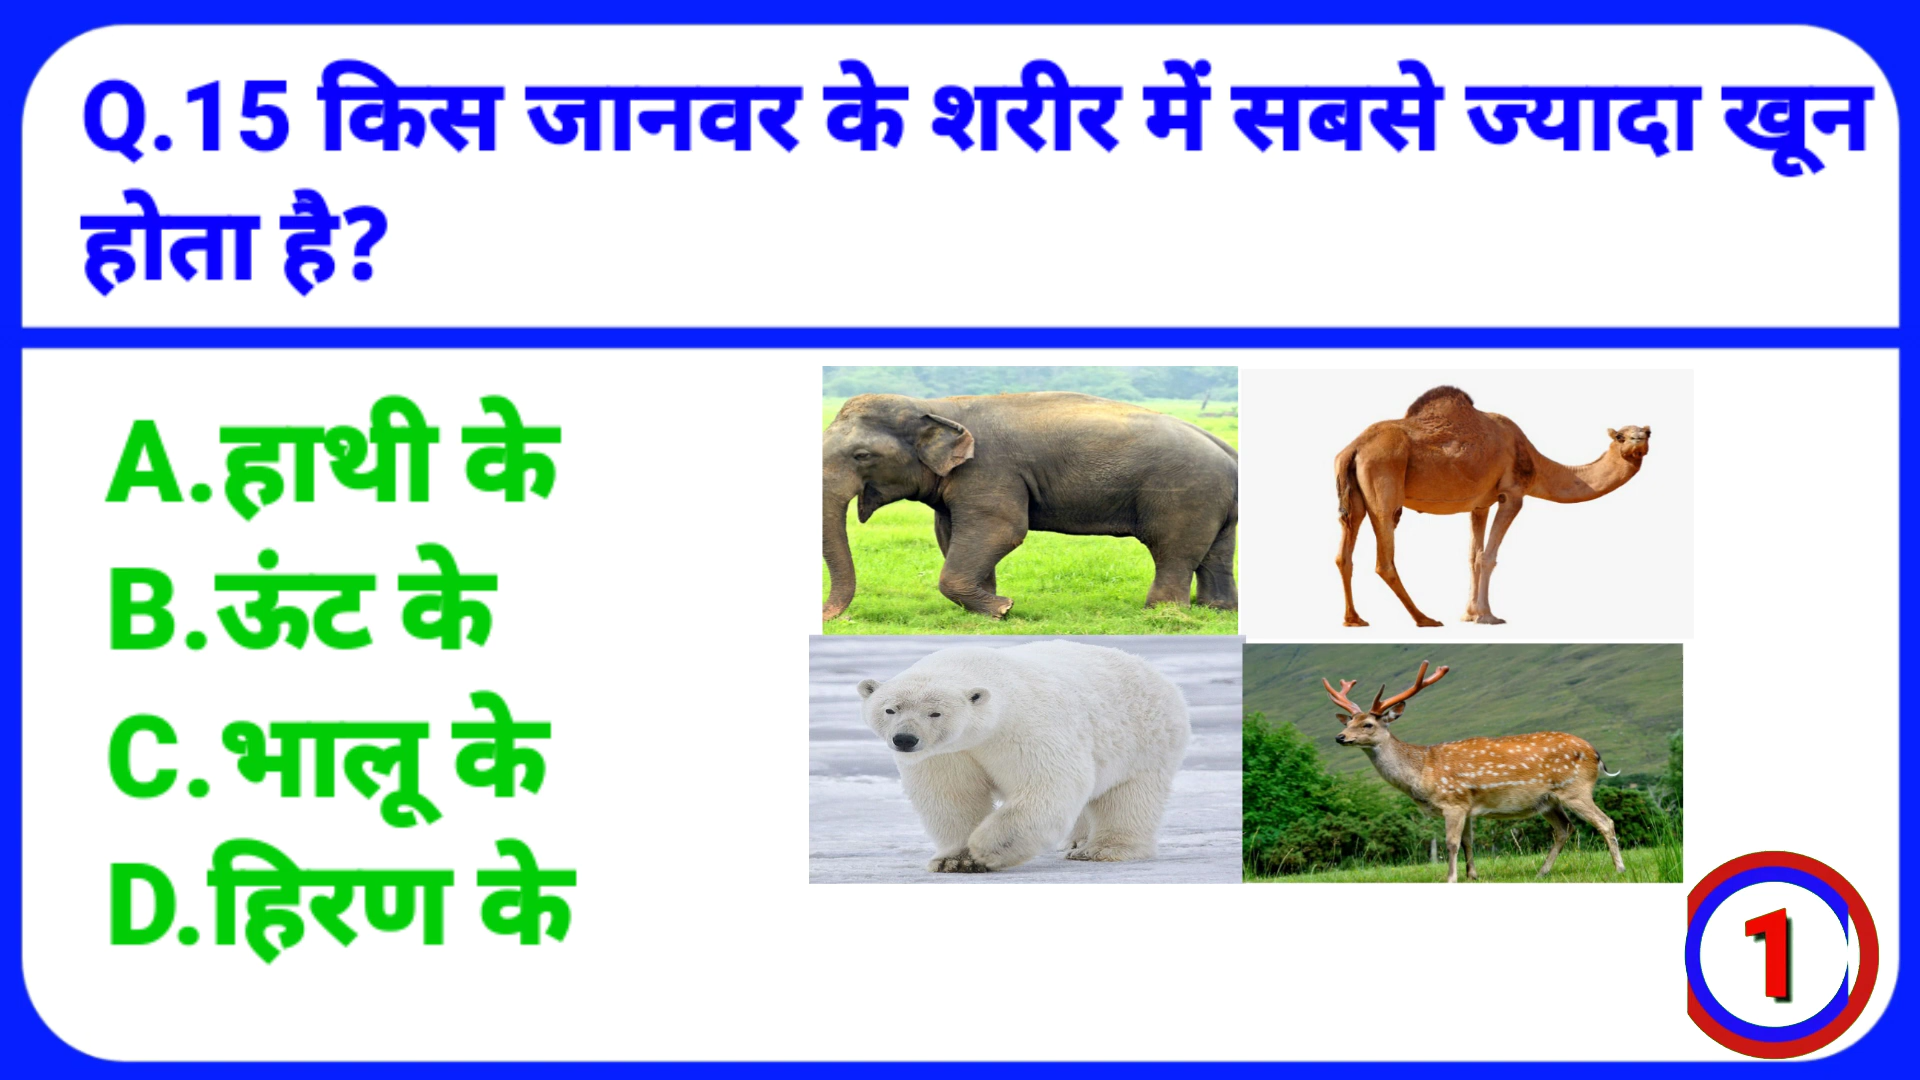 Q.15 किस जानवर के शरीर में सबसे ज्यादा खून
होता है?
A.हाथी के
B.ऊंट के
C.भालू के
D.हिरण के
1